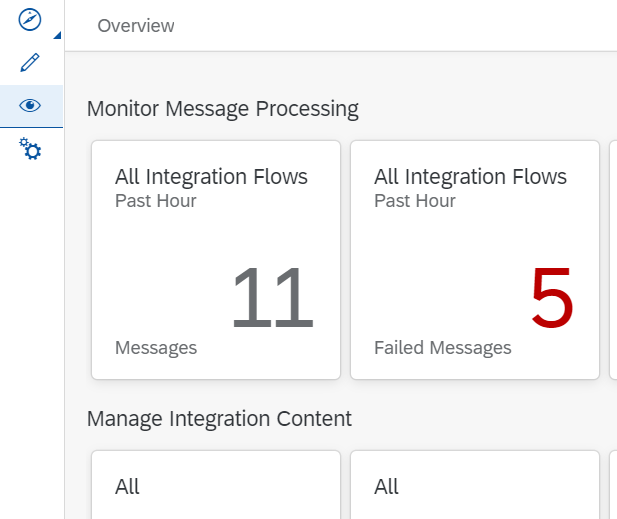 Overview
Monitor Message Processing
All Integration Flows
Past Hour
11
Messages
All Integration Flows
Past Hour
5
Failed Messages
Manage Integration Content
All
All